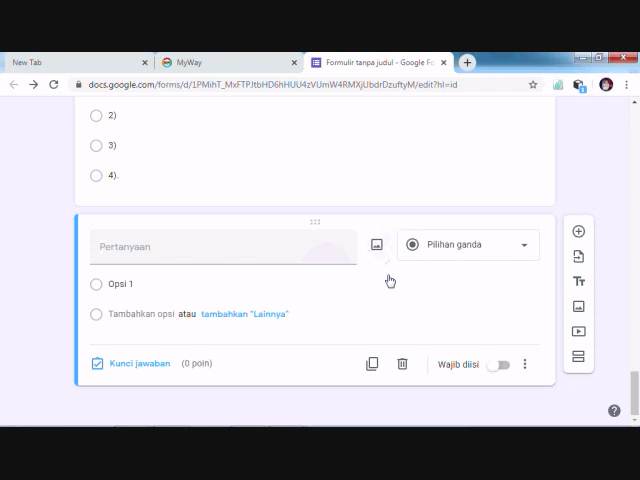 New Tab
MyWay
Formulir tanpa judul - Google Fo
docs.google.com/forms/d/1PMihT_MxFTPJtbHD6hHUU4zVUmW4RMXjUbdrDzuftyM/edit?hl=id
2)
3)
4).
Pertanyaan
Pilihan ganda
Opsi 1
Tambahkan opsi atau tambahkan "Lainnya"
Kunci jawaban (0 poin)
Wajib diisi